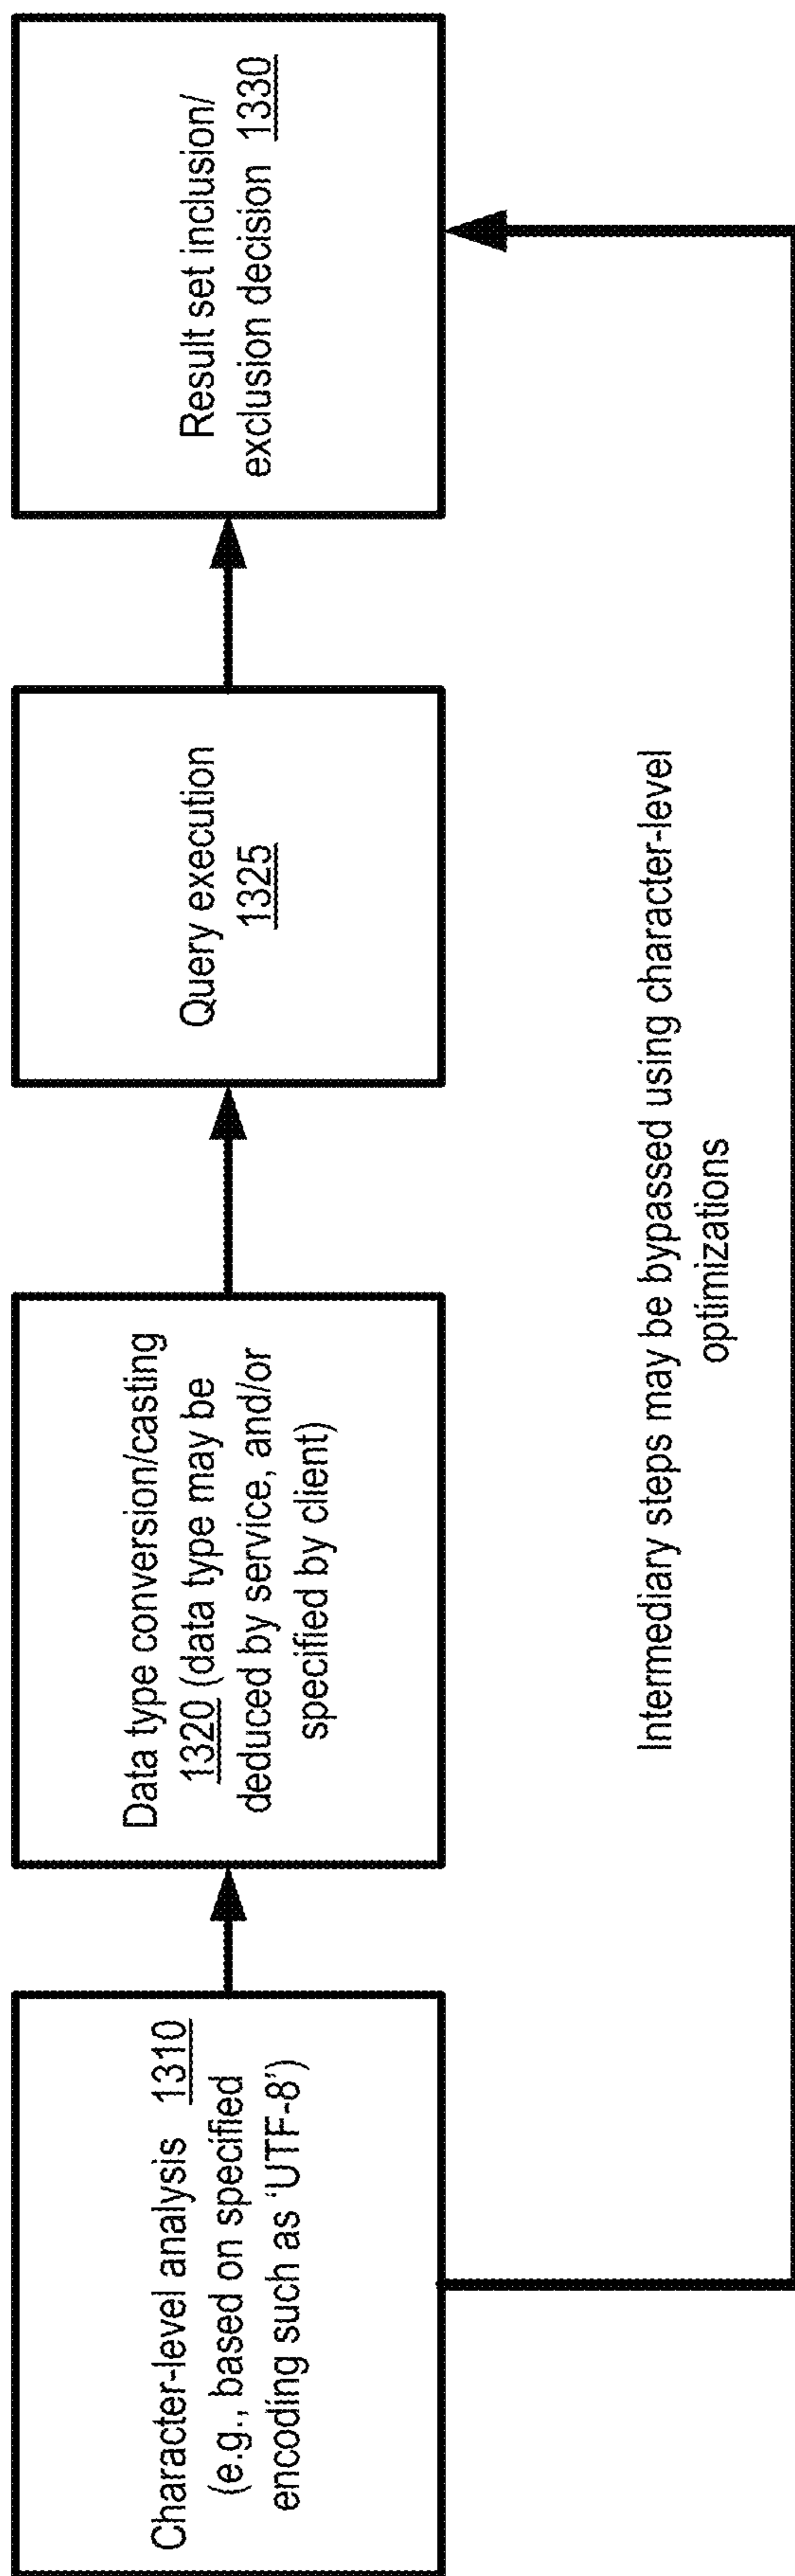 Character-level analysis 1310
(e.g., based on specified
encoding such as ‘UTF-8’)
Data type conversion/casting
1320 (data type may be
deduced by service, and/or
specified by client)
Query execution
1325
Result set inclusion/
exclusion decision 1330
Intermediary steps may be bypassed using character-level
optimizations